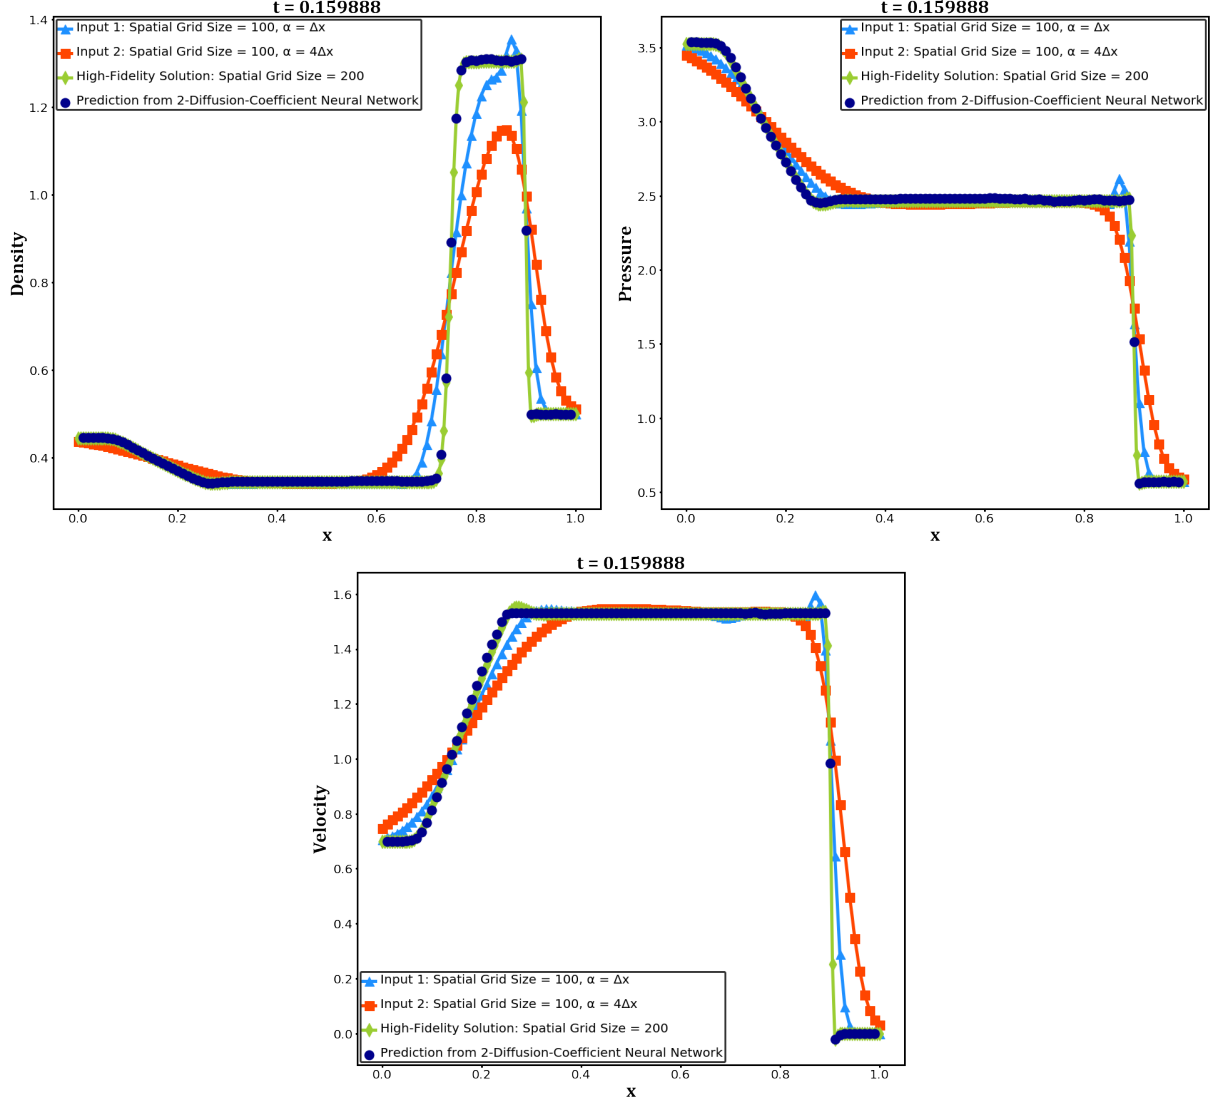 t = 0.159888
1.4
1.2
1.0
0.8
0.6
0.4
Density
Input 1: Spatial Grid Size = 100, α = Δx
Input 2: Spatial Grid Size = 100, α = 4Δx
High-Fidelity Solution: Spatial Grid Size = 200
Prediction from 2-Diffusion-Coefficient Neural Network
0.0 0.2 0.4 0.6 0.8 1.0
x
t = 0.159888
3.5
3.0
2.5
2.0
1.5
1.0
0.5
Pressure
Input 1: Spatial Grid Size = 100, α = Δx
Input 2: Spatial Grid Size = 100, α = 4Δx
High-Fidelity Solution: Spatial Grid Size = 200
Prediction from 2-Diffusion-Coefficient Neural Network
0.0 0.2 0.4 0.6 0.8 1.0
x
t = 0.159888
1.6
1.4
1.2
1.0
0.8
0.6
0.4
0.2
0.0
Velocity
Input 1: Spatial Grid Size = 100, α = Δx
Input 2: Spatial Grid Size = 100, α = 4Δx
High-Fidelity Solution: Spatial Grid Size = 200
Prediction from 2-Diffusion-Coefficient Neural Network
0.0 0.2 0.4 0.6 0.8 1.0
x